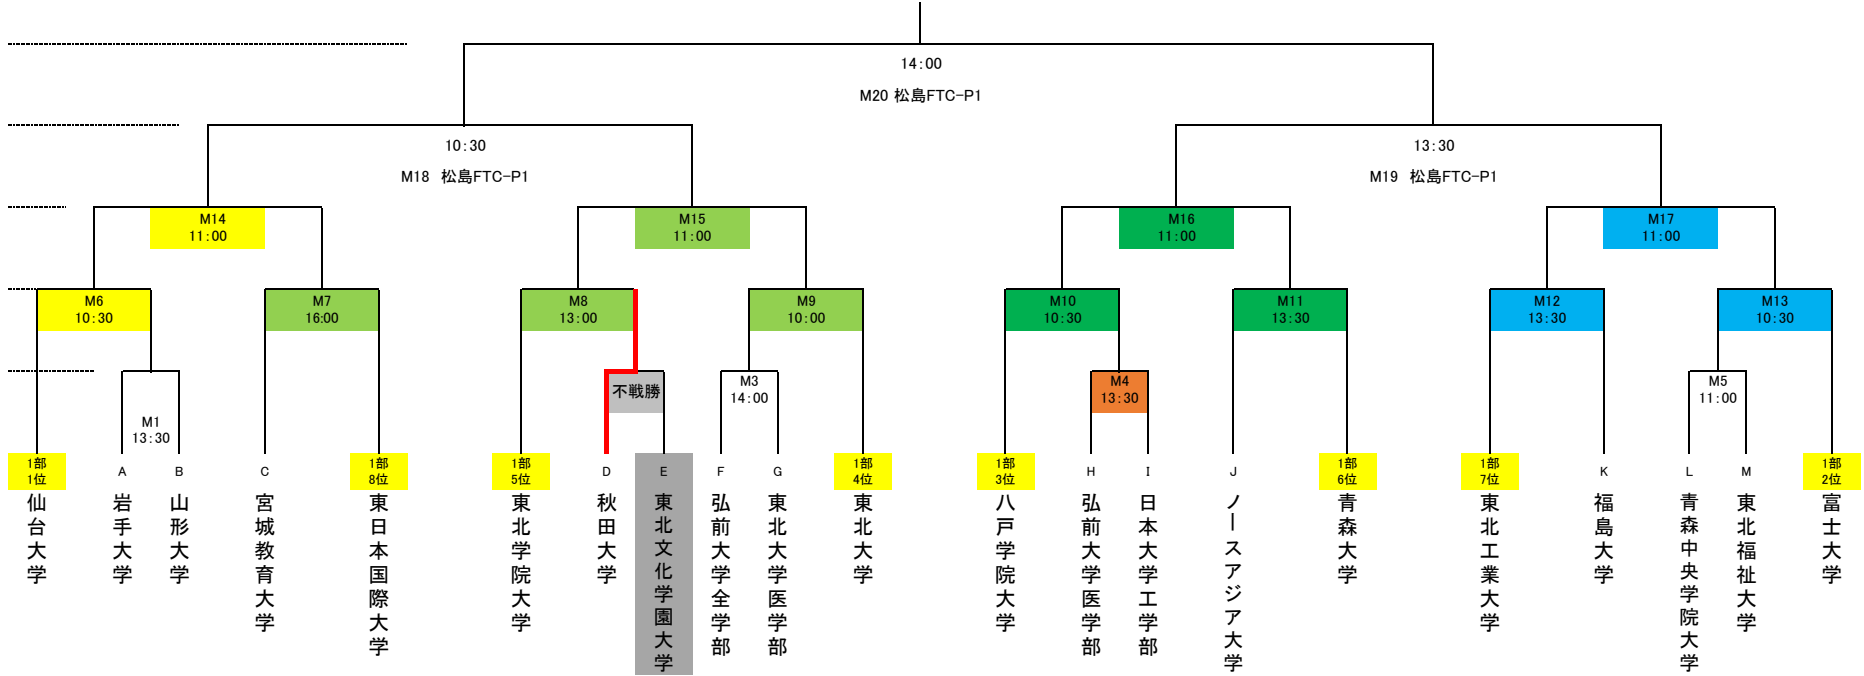 14:00
M20 松島FTC-P1
10:30
M18 松島FTC-P1
13:30
M19 松島FTC-P1
M14
11:00
M15
11:00
M16
11:00
M17
11:00
M6
10:30
M7
16:00
M8
13:00
M9
10:00
M10
10:30
M11
13:30
M12
13:30
M13
10:30
M1
13:30
不戦勝
M3
14:00
M4
13:30
M5
11:00
1部
1位
仙台大学
A
岩手大学
B
山形大学
C
宮城教育大学
1部
8位
東日本国際大学
1部
5位
東北学院大学
D
秋田大学
E
東北文化学園大学
F
弘前大学全学部
G
東北大学医学部
1部
4位
東北大学
1部
3位
八戸学院大学
H
弘前大学医学部
I
日本大学工学部
J
ノースアジア大学
1部
6位
青森大学
1部
7位
東北工業大学
K
福島大学
L
青森中央学院大学
M
東北福祉大学
1部
2位
富士大学